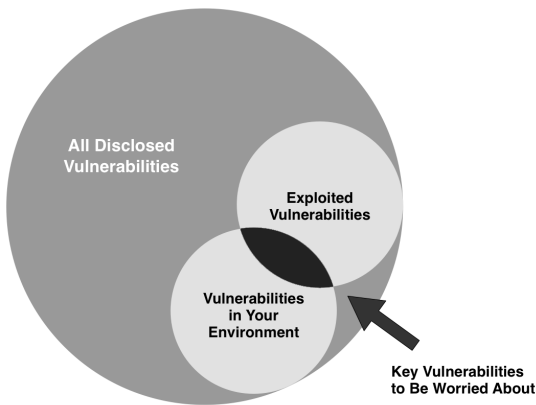 All Disclosed
Vulnerabilities
Exploited
Vulnerabilities
Vulnerabilities
in Your
Environment
Key Vulnerabilities
to Be Worried About